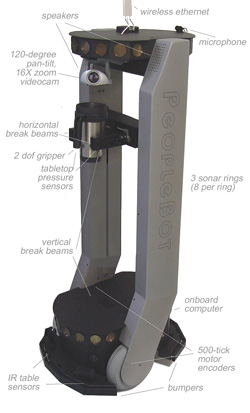 wireless ethernet
speakers
microphone
120-degree
pan-tilt,
16X zoom
videocam
horizontal
break beams
2 dof gripper
tabletop
pressure
sensors
3 sonar rings
(8 per ring)
PEOPLEBOT
vertical
break beams
onboard
computer
500-tick
motor
encoders
IR table
sensors
bumpers